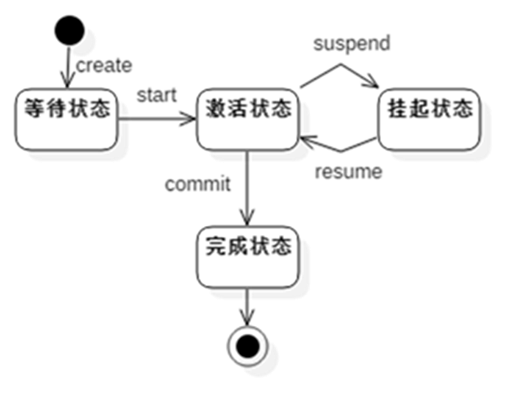 create
suspend
start
等待状态
激活状态
挂起状态
resume
commit
完成状态